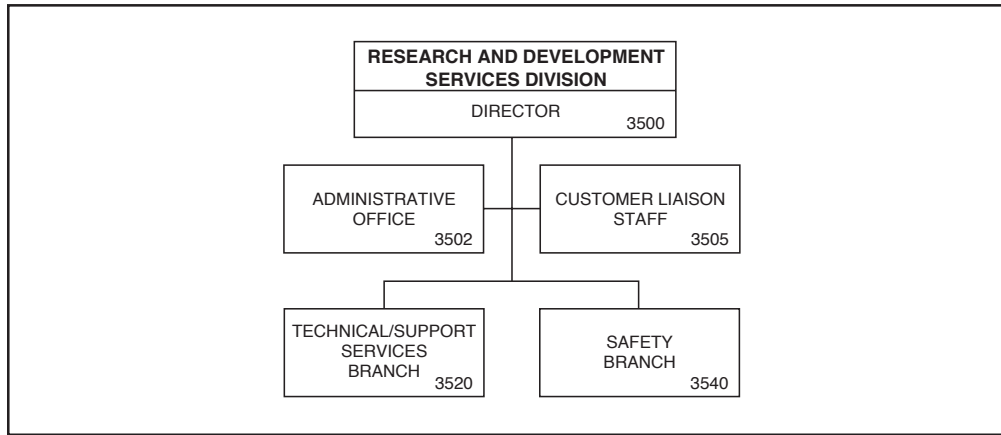 RESEARCH AND DEVELOPMENT
SERVICES DIVISION
DIRECTOR
3500
ADMINISTRATIVE
OFFICE
3502
CUSTOMER LIAISON
STAFF
3505
TECHNICAL/SUPPORT
SERVICES
BRANCH
3520
SAFETY
BRANCH
3540